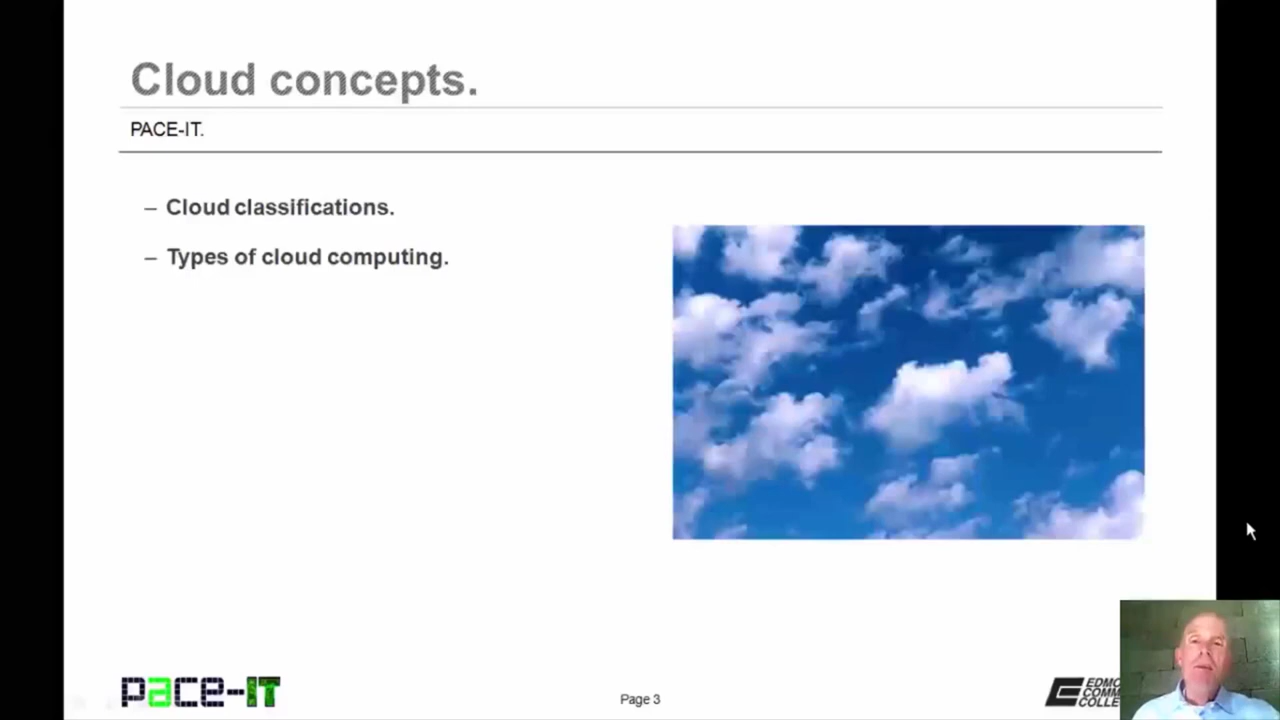 Cloud concepts.
PACE-IT.
– Cloud classifications.
– Types of cloud computing.
pace-IT
Page 3